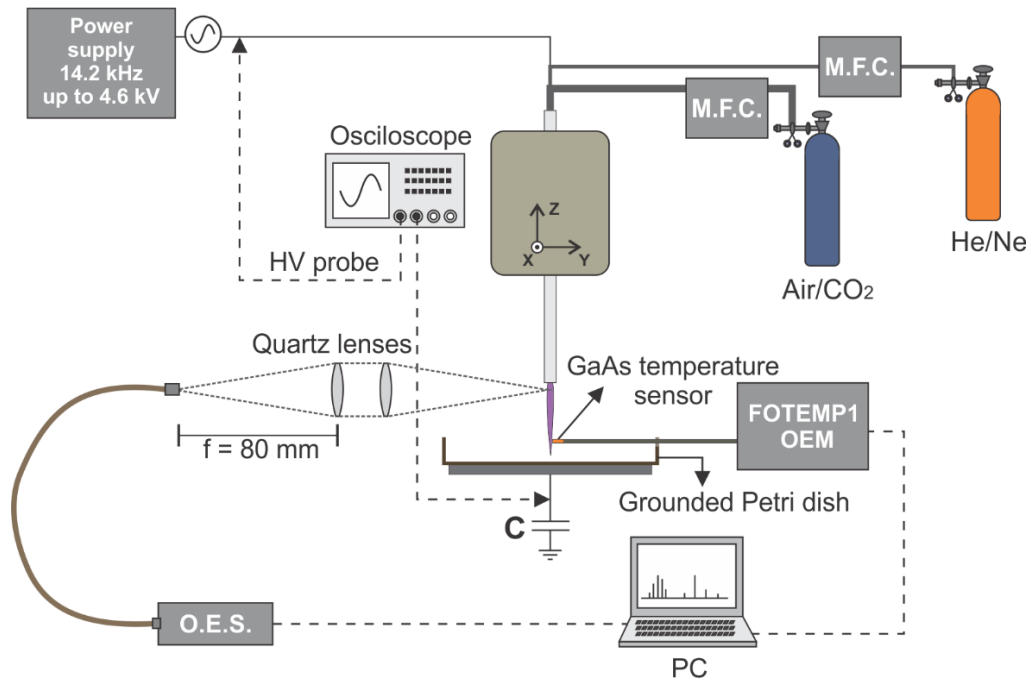 Power
supply
14.2 kHz
up to 4.6 kV
M.F.C.
M.F.C.
Osciloscope
HV probe
Z
X
Y
He/Ne
Air/CO₂
Quartz lenses
GaAs temperature
sensor
FOTEMP1
OEM
f = 80 mm
Grounded Petri dish
C
O.E.S.
PC